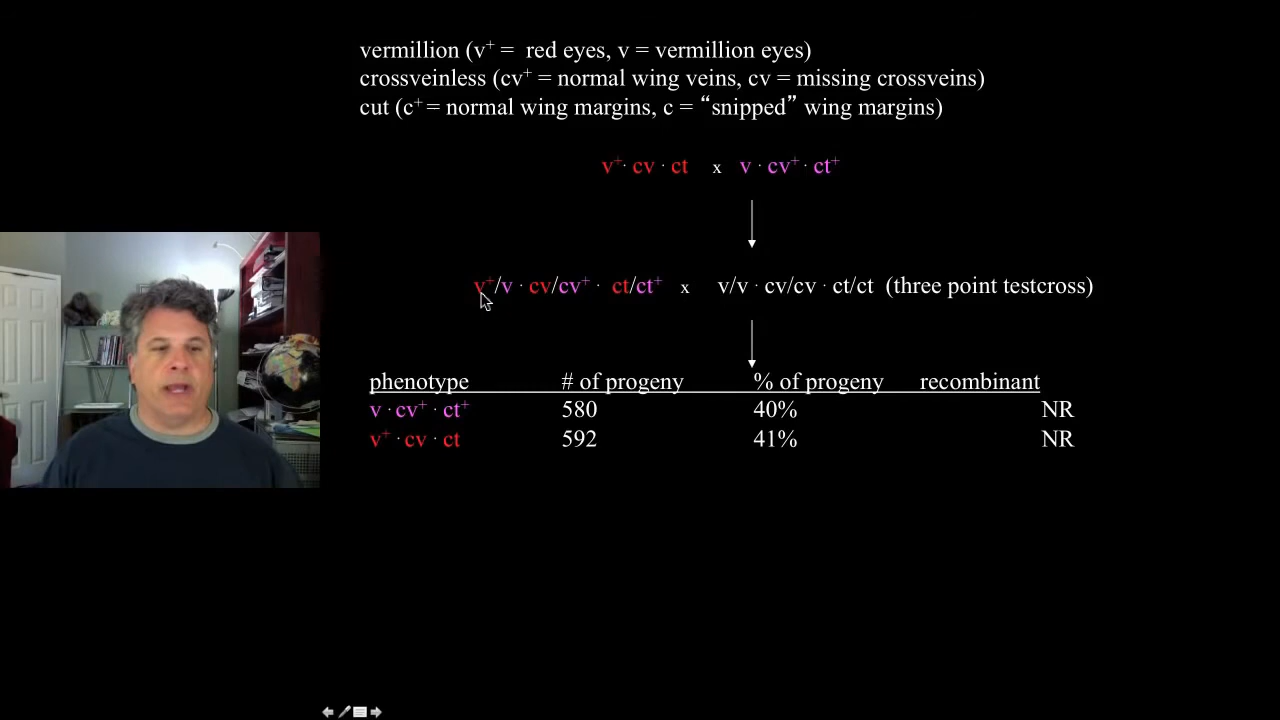 vermillion (v⁺ = red eyes, v = vermillion eyes)
crossveinless (cv⁺ = normal wing veins, cv = missing crossveins)
cut (c⁺ = normal wing margins, c = “snipped” wing margins)
v⁺· cv · ct x v · cv⁺ · ct⁺
v⁺/v · cv/cv⁺ · ct/ct⁺ x v/v · cv/cv · ct/ct (three point testcross)
phenotype # of progeny % of progeny recombinant
v · cv⁺ · ct⁺ 580 40% NR
v⁺ · cv · ct 592 41% NR